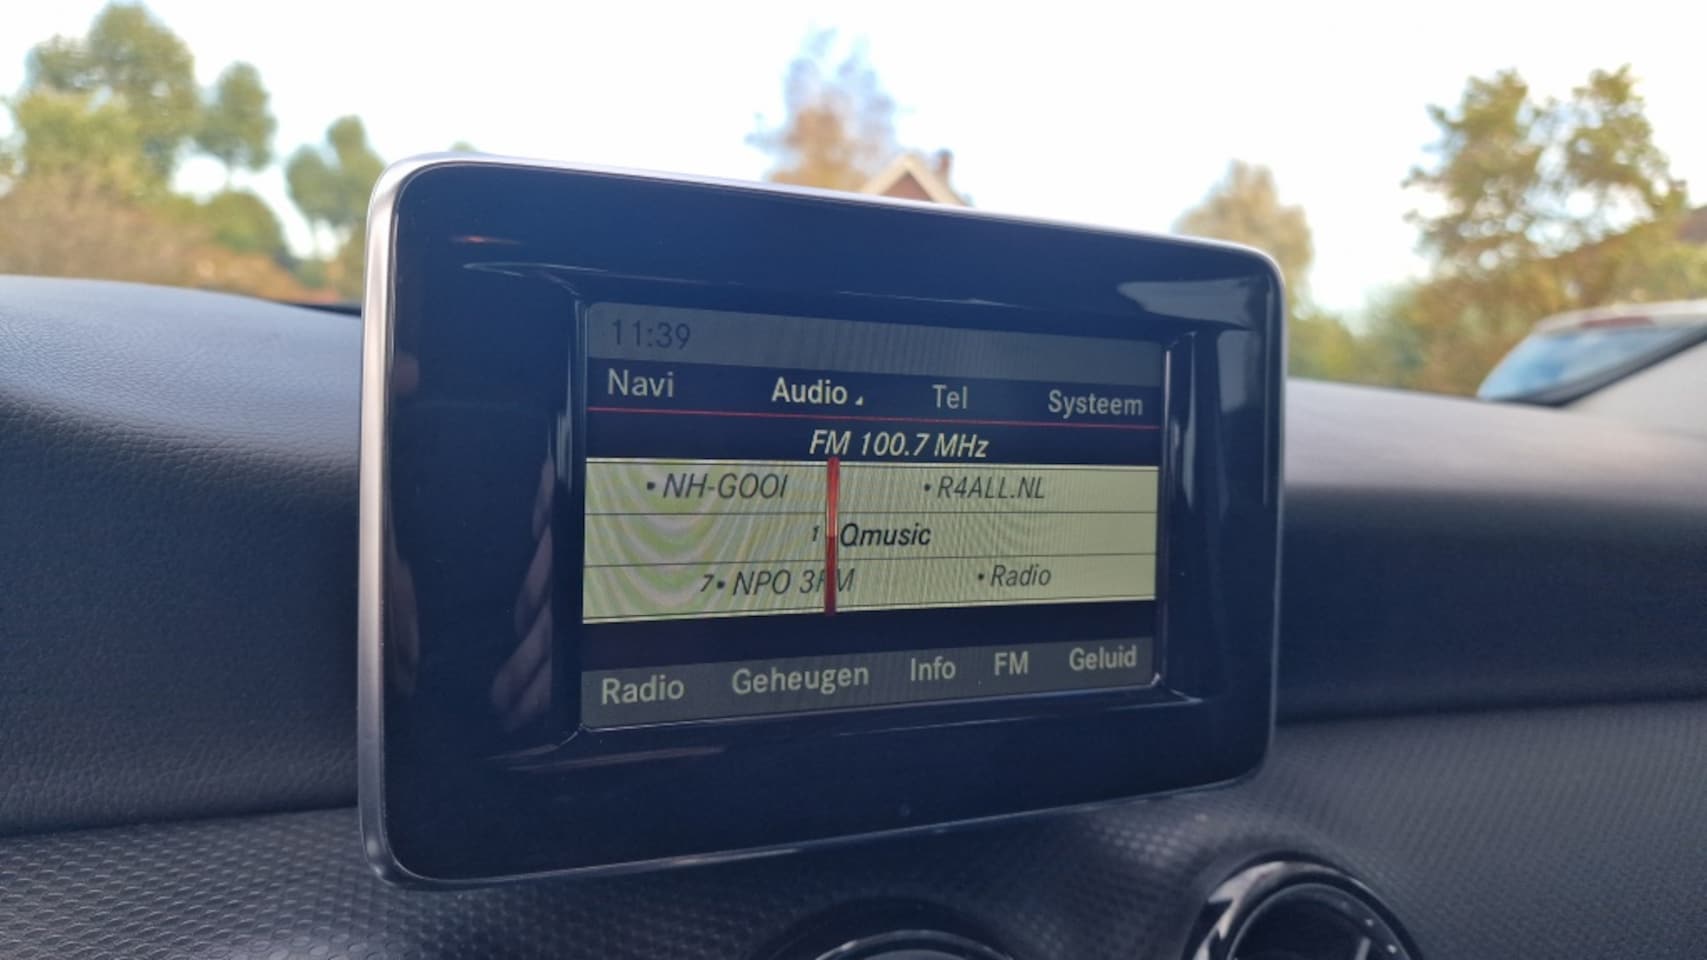 11:39
Navi Audio Tel Systeem
FM 100.7 MHz
• NH-GOOI • R4ALL.NL
1 Qmusic
7• NPO 3FM • Radio
Radio Geheugen Info FM Geluid